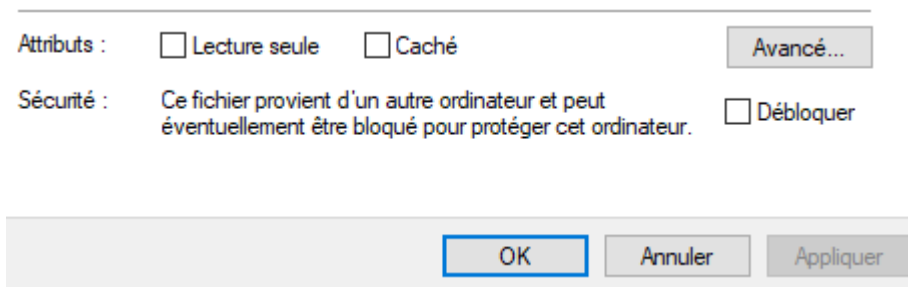 Attributs : Lecture seule Caché Avancé...
Sécurité : Ce fichier provient d'un autre ordinateur et peut
éventuellement être bloqué pour protéger cet ordinateur. Débloquer
OK Annuler Appliquer